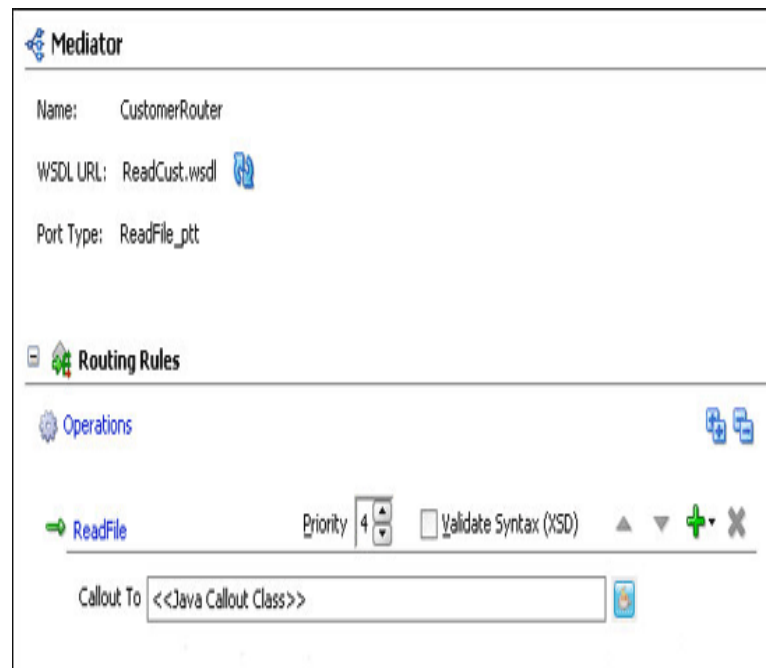 Mediator
Name: CustomerRouter
WSDL URL: ReadCust.wsdl
Port Type: ReadFile_ptt
Routing Rules
Operations
ReadFile Priority 4 Validate Syntax (XSD)
Callout To <<Java Callout Class>>